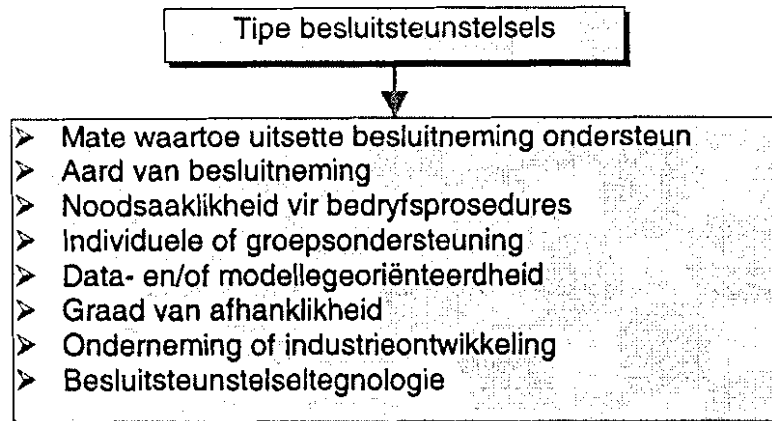 Tipe besluitsteunstelsels
➢ Mate waartoe uitsette besluitneming ondersteun
➢ Aard van besluitneming
➢ Noodsaaklikheid vir bedryfsprosedures
➢ Individuele of groepsondersteuning
➢ Data- en/of modellegeoriënteerdheid
➢ Graad van afhanklikheid
➢ Onderneming of industrieontwikkeling
➢ Besluitsteunstelseltegnologie